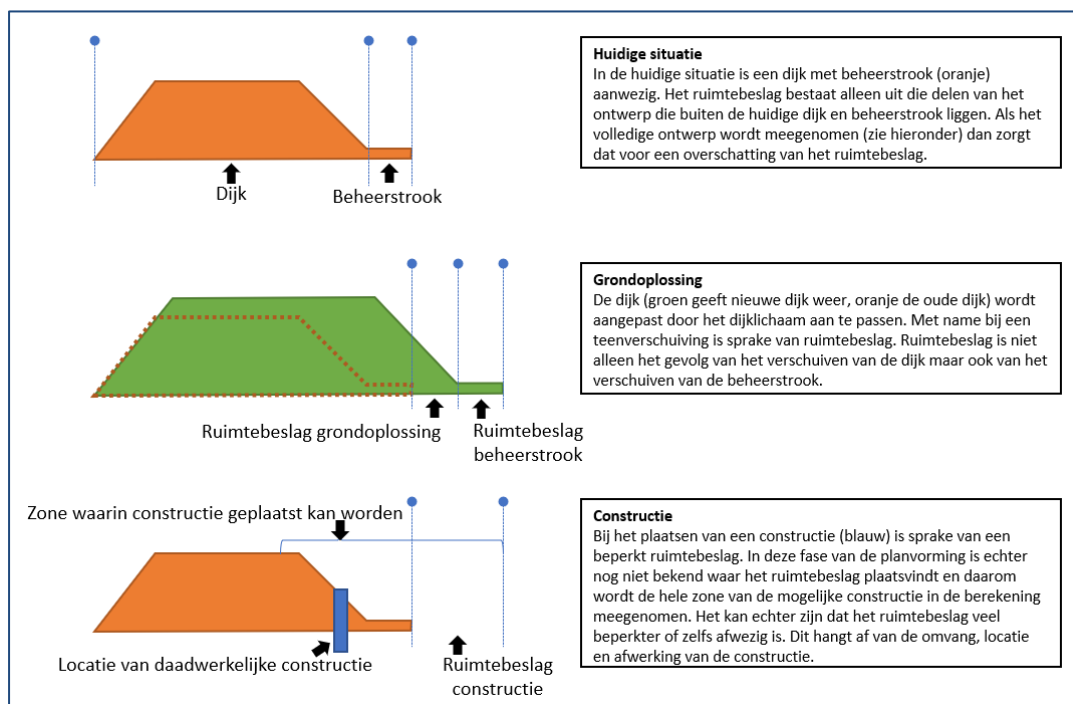 Huidige situatie
In de huidige situatie is een dijk met beheerstrook (oranje)
aanwezig. Het ruimtebeslag bestaat alleen uit die delen van het
ontwerp die buiten de huidige dijk en beheerstrook liggen. Als het
volledige ontwerp wordt meegenomen (zie hieronder) dan zorgt
dat voor een overschatting van het ruimtebeslag.
Dijk
Beheerstrook
Grondoplossing
De dijk (groen geeft nieuwe dijk weer, oranje de oude dijk) wordt
aangepast door het dijklichaam aan te passen. Met name bij een
teenverschuiving is sprake van ruimtebeslag. Ruimtebeslag is niet
alleen het gevolg van het verschuiven van de dijk maar ook van het
verschuiven van de beheerstrook.
Ruimtebeslag grondoplossing
Ruimtebeslag
beheerstrook
Zone waarin constructie geplaatst kan worden
Constructie
Bij het plaatsen van een constructie (blauw) is sprake van een
beperkt ruimtebeslag. In deze fase van de planvorming is echter
nog niet bekend waar het ruimtebeslag plaatsvindt en daarom
wordt de hele zone van de mogelijke constructie in de berekening
meegenomen. Het kan echter zijn dat het ruimtebeslag veel
beperkter of zelfs afwezig is. Dit hangt af van de omvang, locatie
en afwerking van de constructie.
Locatie van daadwerkelijke constructie
Ruimtebeslag
constructie